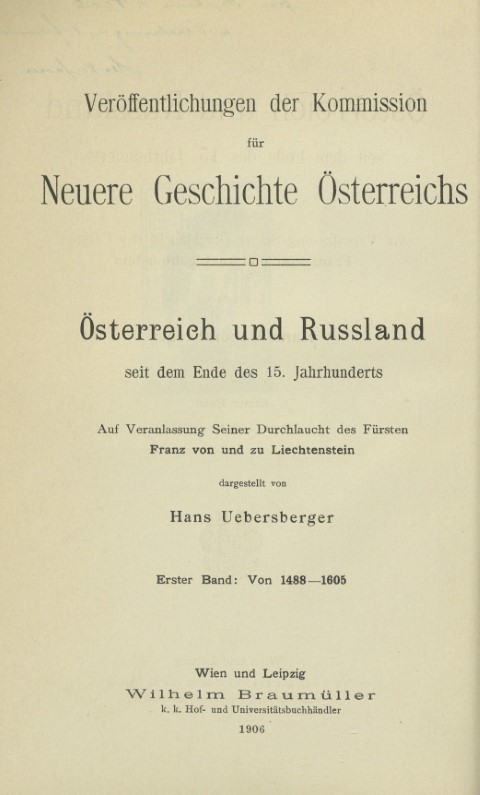 Veröffentlichungen der Kommission
für
Neuere Geschichte Österreichs
Österreich und Russland
seit dem Ende des 15. Jahrhunderts
Auf Veranlassung Seiner Durchlaucht des Fürsten
Franz von und zu Liechtenstein
dargestellt von
Hans Uebersberger
Erster Band: Von 1488—1605
Wien und Leipzig
Wilhelm Braumüller
k. k. Hof- und Universitätsbuchhändler
1906